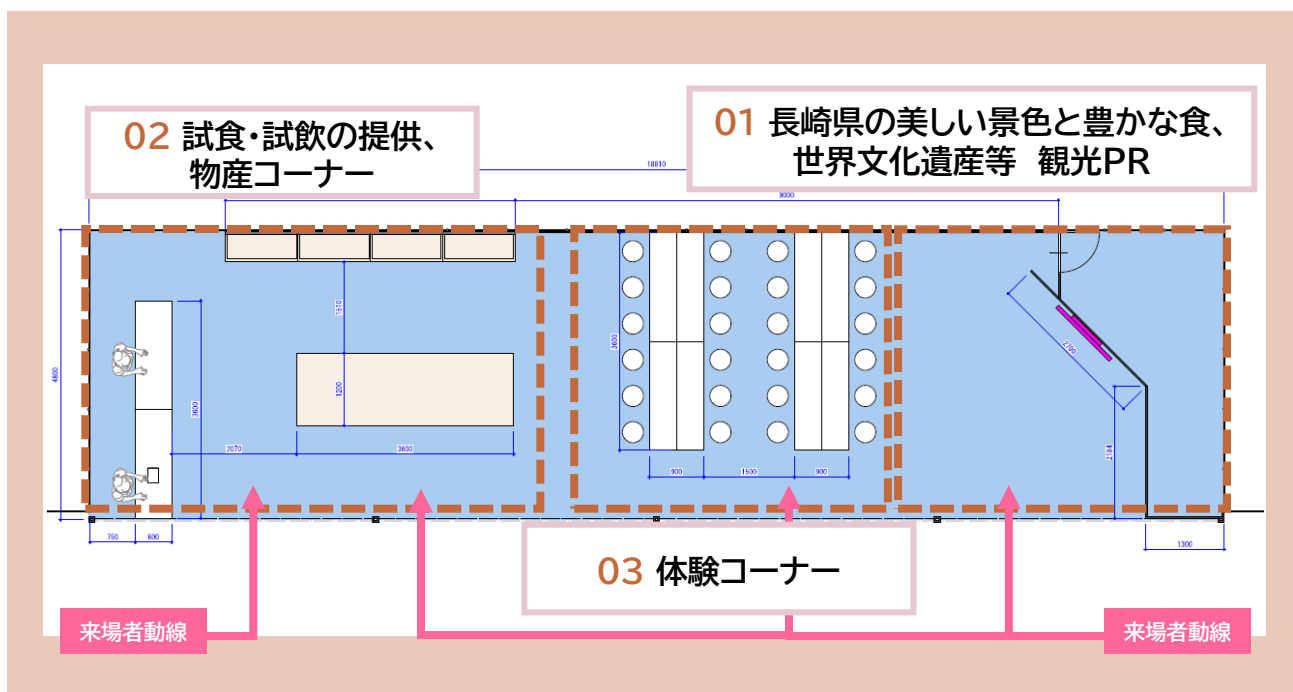 02 試食・試飲の提供、
物産コーナー
01 長崎県の美しい景色と豊かな食、
世界文化遺産等 観光PR
18810
9000
4800
3600
1510
1200
2070
3600
750
600
3600
900
1500
900
2700
2184
1300
03 体験コーナー
来場者動線
来場者動線